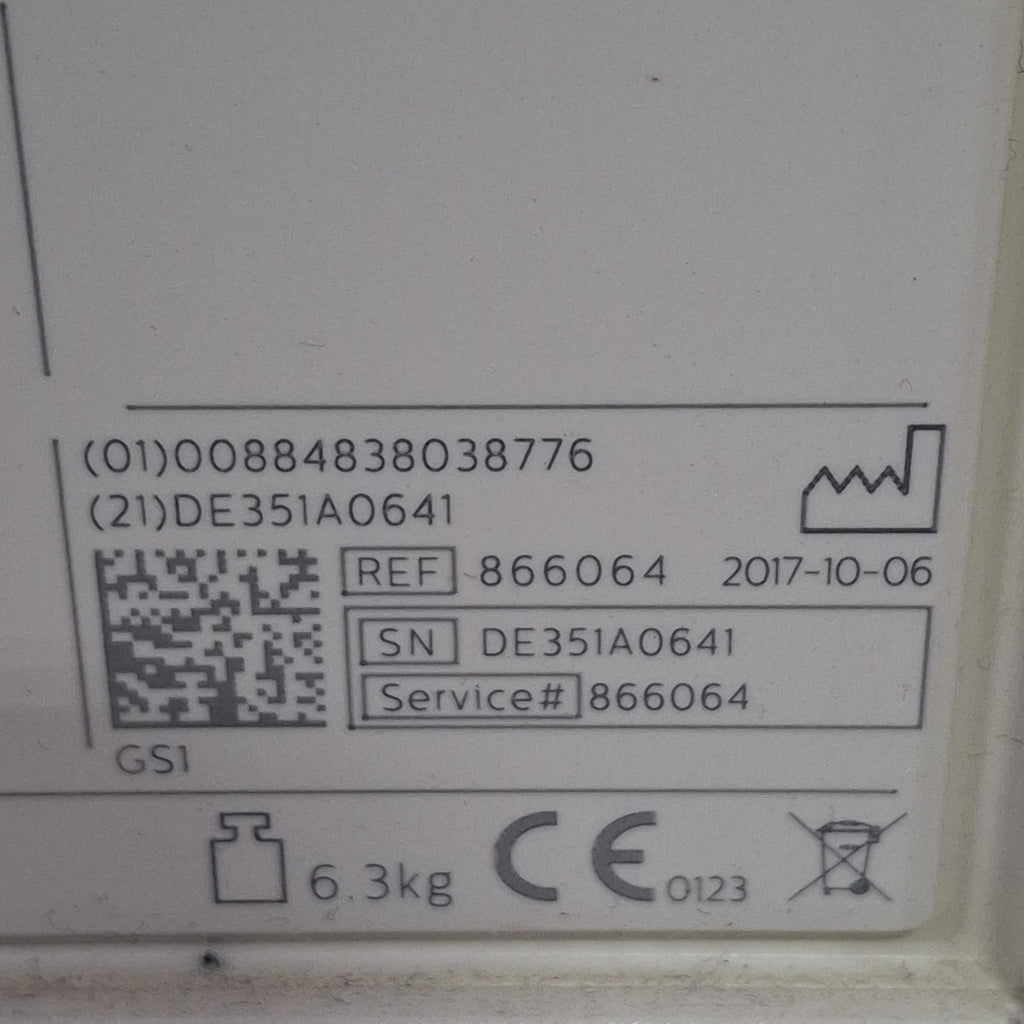 (01)00884838038776
(21)DE351A0641
REF 866064 2017-10-06
SN DE351A0641
Service# 866064
GS1
6.3kg CE 0123